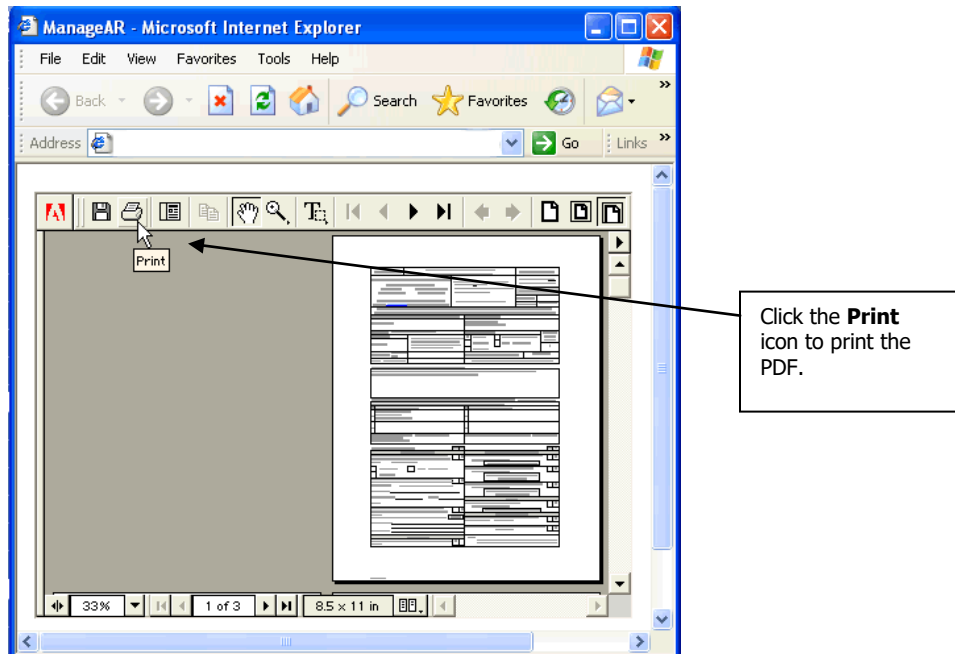 ManageAR - Microsoft Internet Explorer
File Edit View Favorites Tools Help
Back Search Favorites
Address Go Links
Print
Click the Print
icon to print the
PDF.
33% 1 of 3 8.5 x 11 in